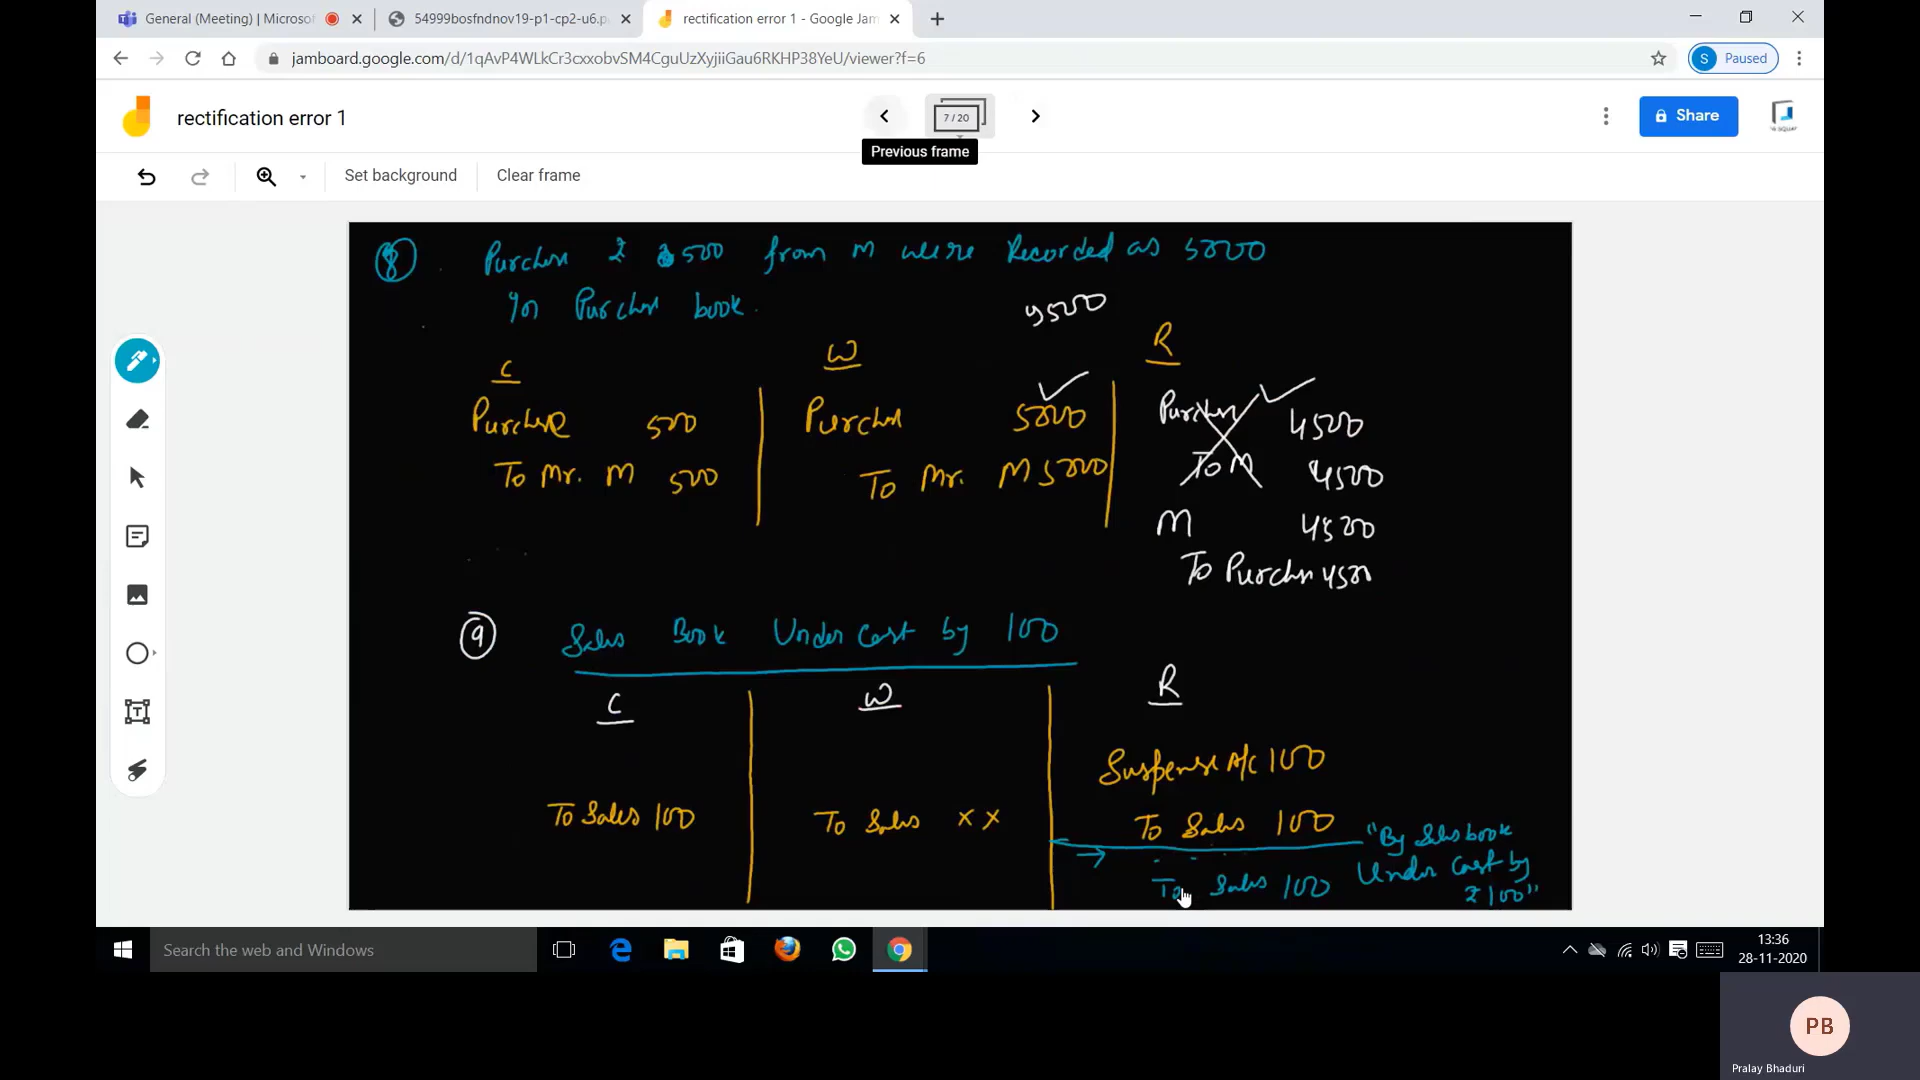 General (Meeting) | Microso
54999bosfndnov19-p1-cp2-u6.p
rectification error 1 - Google Jam
jamboard.google.com/d/1qAvP4WLkCr3cxxobvSM4CguUzXyjiiGau6RKHP38YeU/viewer?f=6
S Paused
rectification error 1
7 / 20
Share
Previous frame
Set background
Clear frame
8 Purchase ₹ 500 from M were Recorded as 5000
in Purchase book.
4500
C
W
R
Purchase 500
To Mr. M 500
Purchase 5000
To Mr. M 5000
Purchase 4500
To M 4500
M 4500
To Purchase 4500
9 Sales Book Under Cast by 100
C
W
R
To Sales 100
To Sales x x
Suspense A/c 100
To Sales 100
To Sales 100
"By Sales book
Under Cast by
₹ 100"
Search the web and Windows
13:36
28-11-2020
PB
Pralay Bhaduri